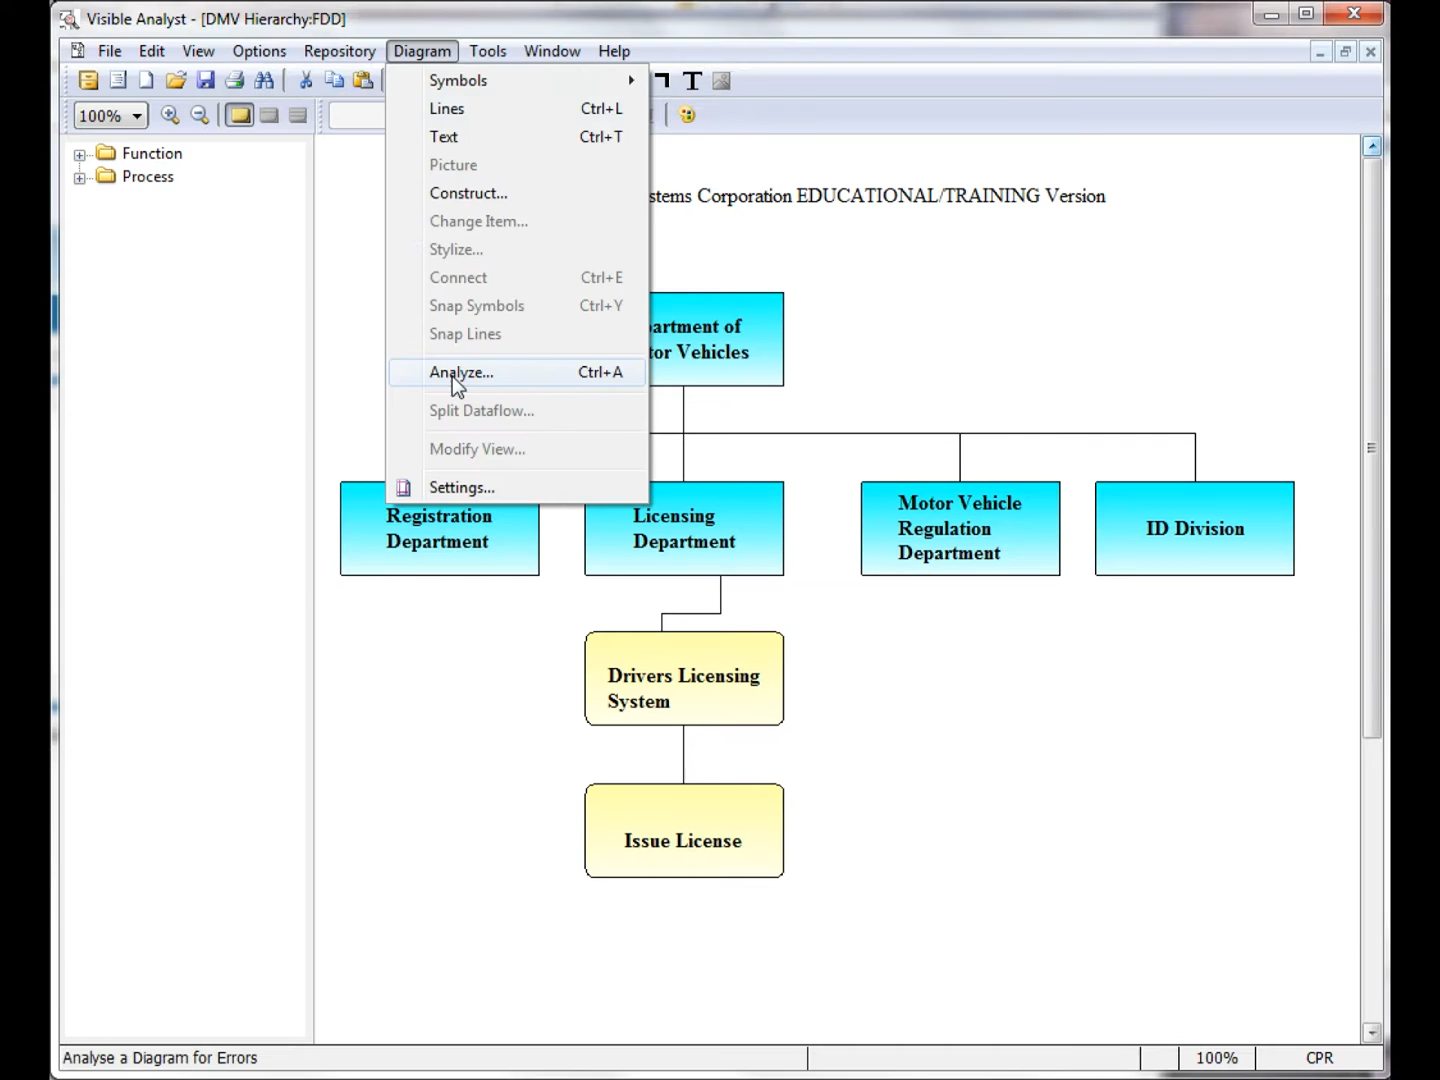 Visible Analyst - [DMV Hierarchy:FDD]
File Edit View Options Repository Diagram Tools Window Help
100%
Function
Process
Symbols
Lines Ctrl+L
Text Ctrl+T
Picture
Construct...
Change Item...
Stylize...
Connect Ctrl+E
Snap Symbols Ctrl+Y
Snap Lines
Analyze... Ctrl+A
Split Dataflow...
Modify View...
Settings...
stems Corporation EDUCATIONAL/TRAINING Version
partment of
tor Vehicles
Registration
Department
Licensing
Department
Motor Vehicle
Regulation
Department
ID Division
Drivers Licensing
System
Issue License
Analyse a Diagram for Errors
100%
CPR